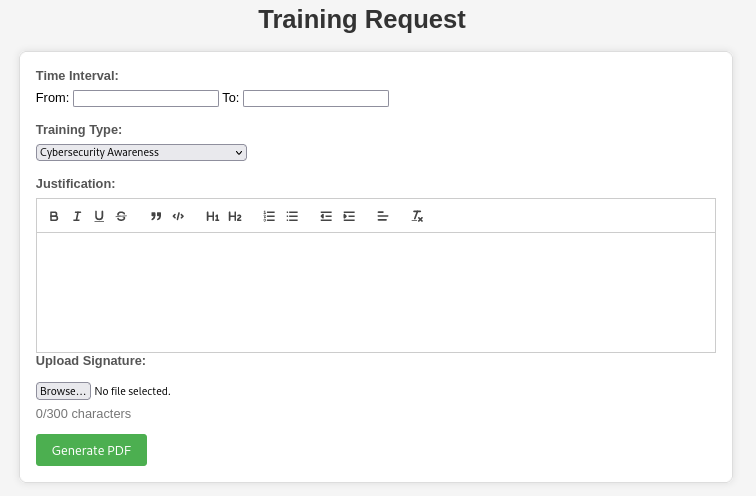 Training Request
Time Interval:
From: To:
Training Type:
Cybersecurity Awareness
Justification:
B I U S ” </> H1 H2
Upload Signature:
Browse... No file selected.
0/300 characters
Generate PDF